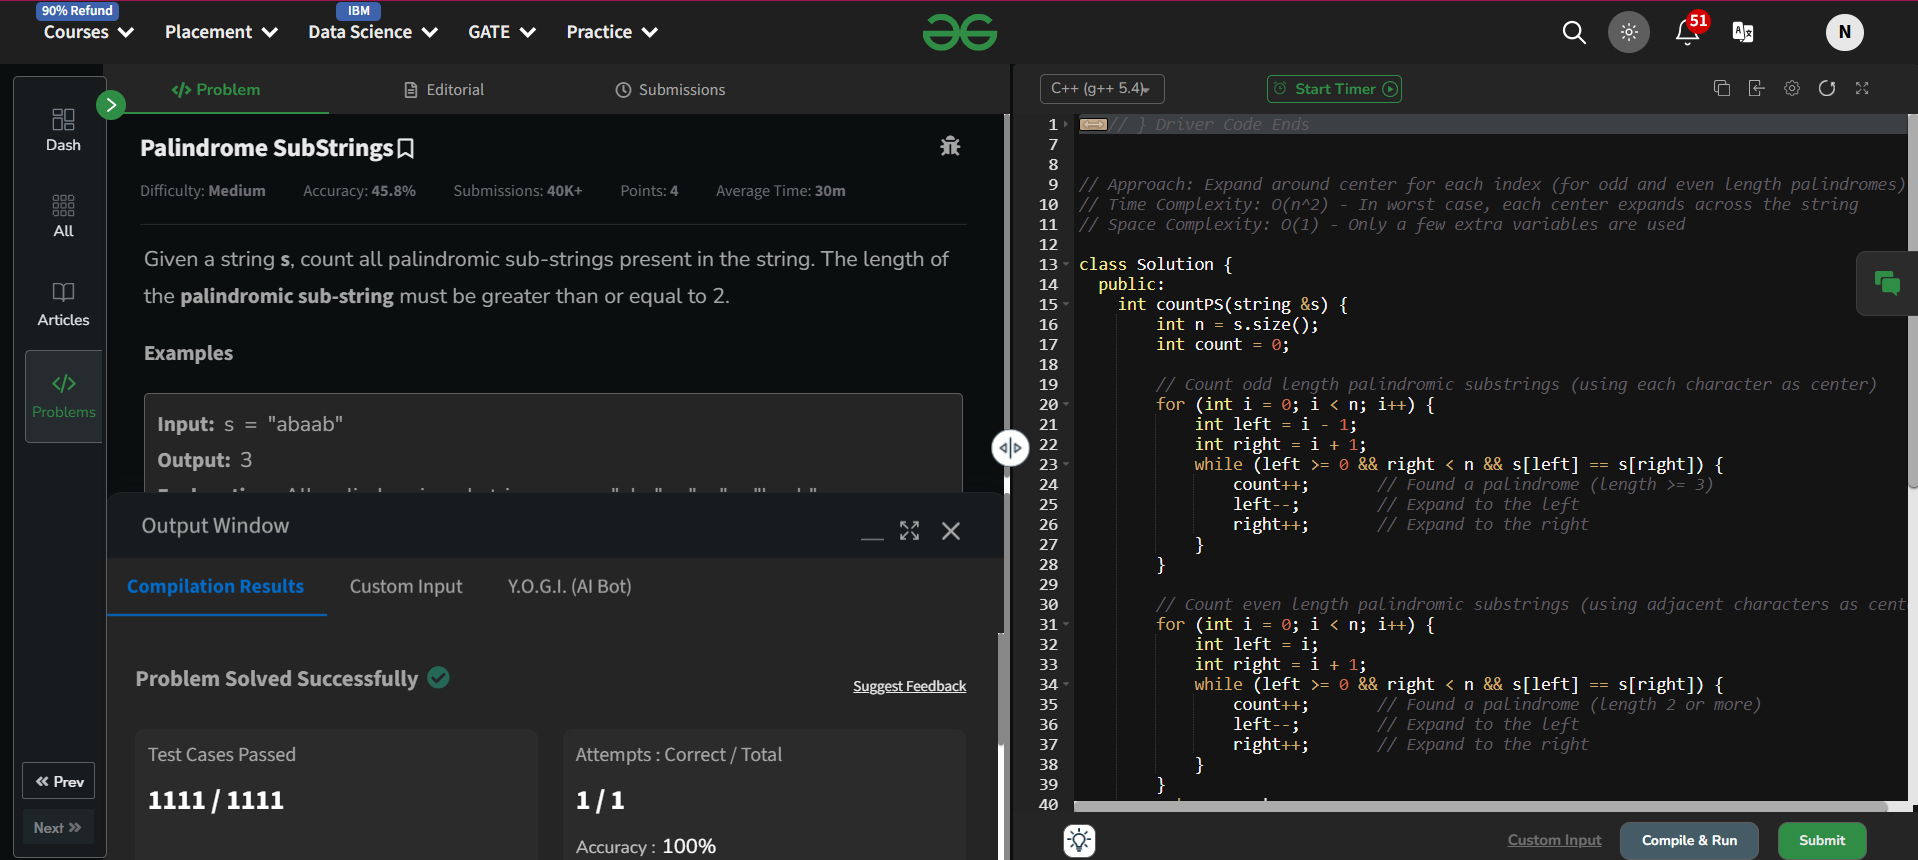 90% Refund
IBM
Courses
Placement
Data Science
GATE
Practice
51
N
Dash
All
Articles
Problems
Prev
Next
Problem
Editorial
Submissions
Palindrome SubStrings
Difficulty: Medium Accuracy: 45.8% Submissions: 40K+ Points: 4 Average Time: 30m
Given a string s, count all palindromic sub-strings present in the string. The length of
the palindromic sub-string must be greater than or equal to 2.
Examples
Input: s = "abaab"
Output: 3
Output Window
Compilation Results
Custom Input
Y.O.G.I. (AI Bot)
Problem Solved Successfully
Suggest Feedback
Test Cases Passed
1111 / 1111
Attempts : Correct / Total
1 / 1
Accuracy : 100%
C++ (g++ 5.4)
Start Timer
1 // } Driver Code Ends
7
8
9 // Approach: Expand around center for each index (for odd and even length palindromes)
10 // Time Complexity: O(n^2) - In worst case, each center expands across the string
11 // Space Complexity: O(1) - Only a few extra variables are used
12
13 class Solution {
14 public:
15 int countPS(string &s) {
16 int n = s.size();
17 int count = 0;
18
19 // Count odd length palindromic substrings (using each character as center)
20 for (int i = 0; i < n; i++) {
21 int left = i - 1;
22 int right = i + 1;
23 while (left >= 0 && right < n && s[left] == s[right]) {
24 count++; // Found a palindrome (length >= 3)
25 left--; // Expand to the left
26 right++; // Expand to the right
27 }
28 }
29
30 // Count even length palindromic substrings (using adjacent characters as cent
31 for (int i = 0; i < n; i++) {
32 int left = i;
33 int right = i + 1;
34 while (left >= 0 && right < n && s[left] == s[right]) {
35 count++; // Found a palindrome (length 2 or more)
36 left--; // Expand to the left
37 right++; // Expand to the right
38 }
39 }
40
Custom Input
Compile & Run
Submit